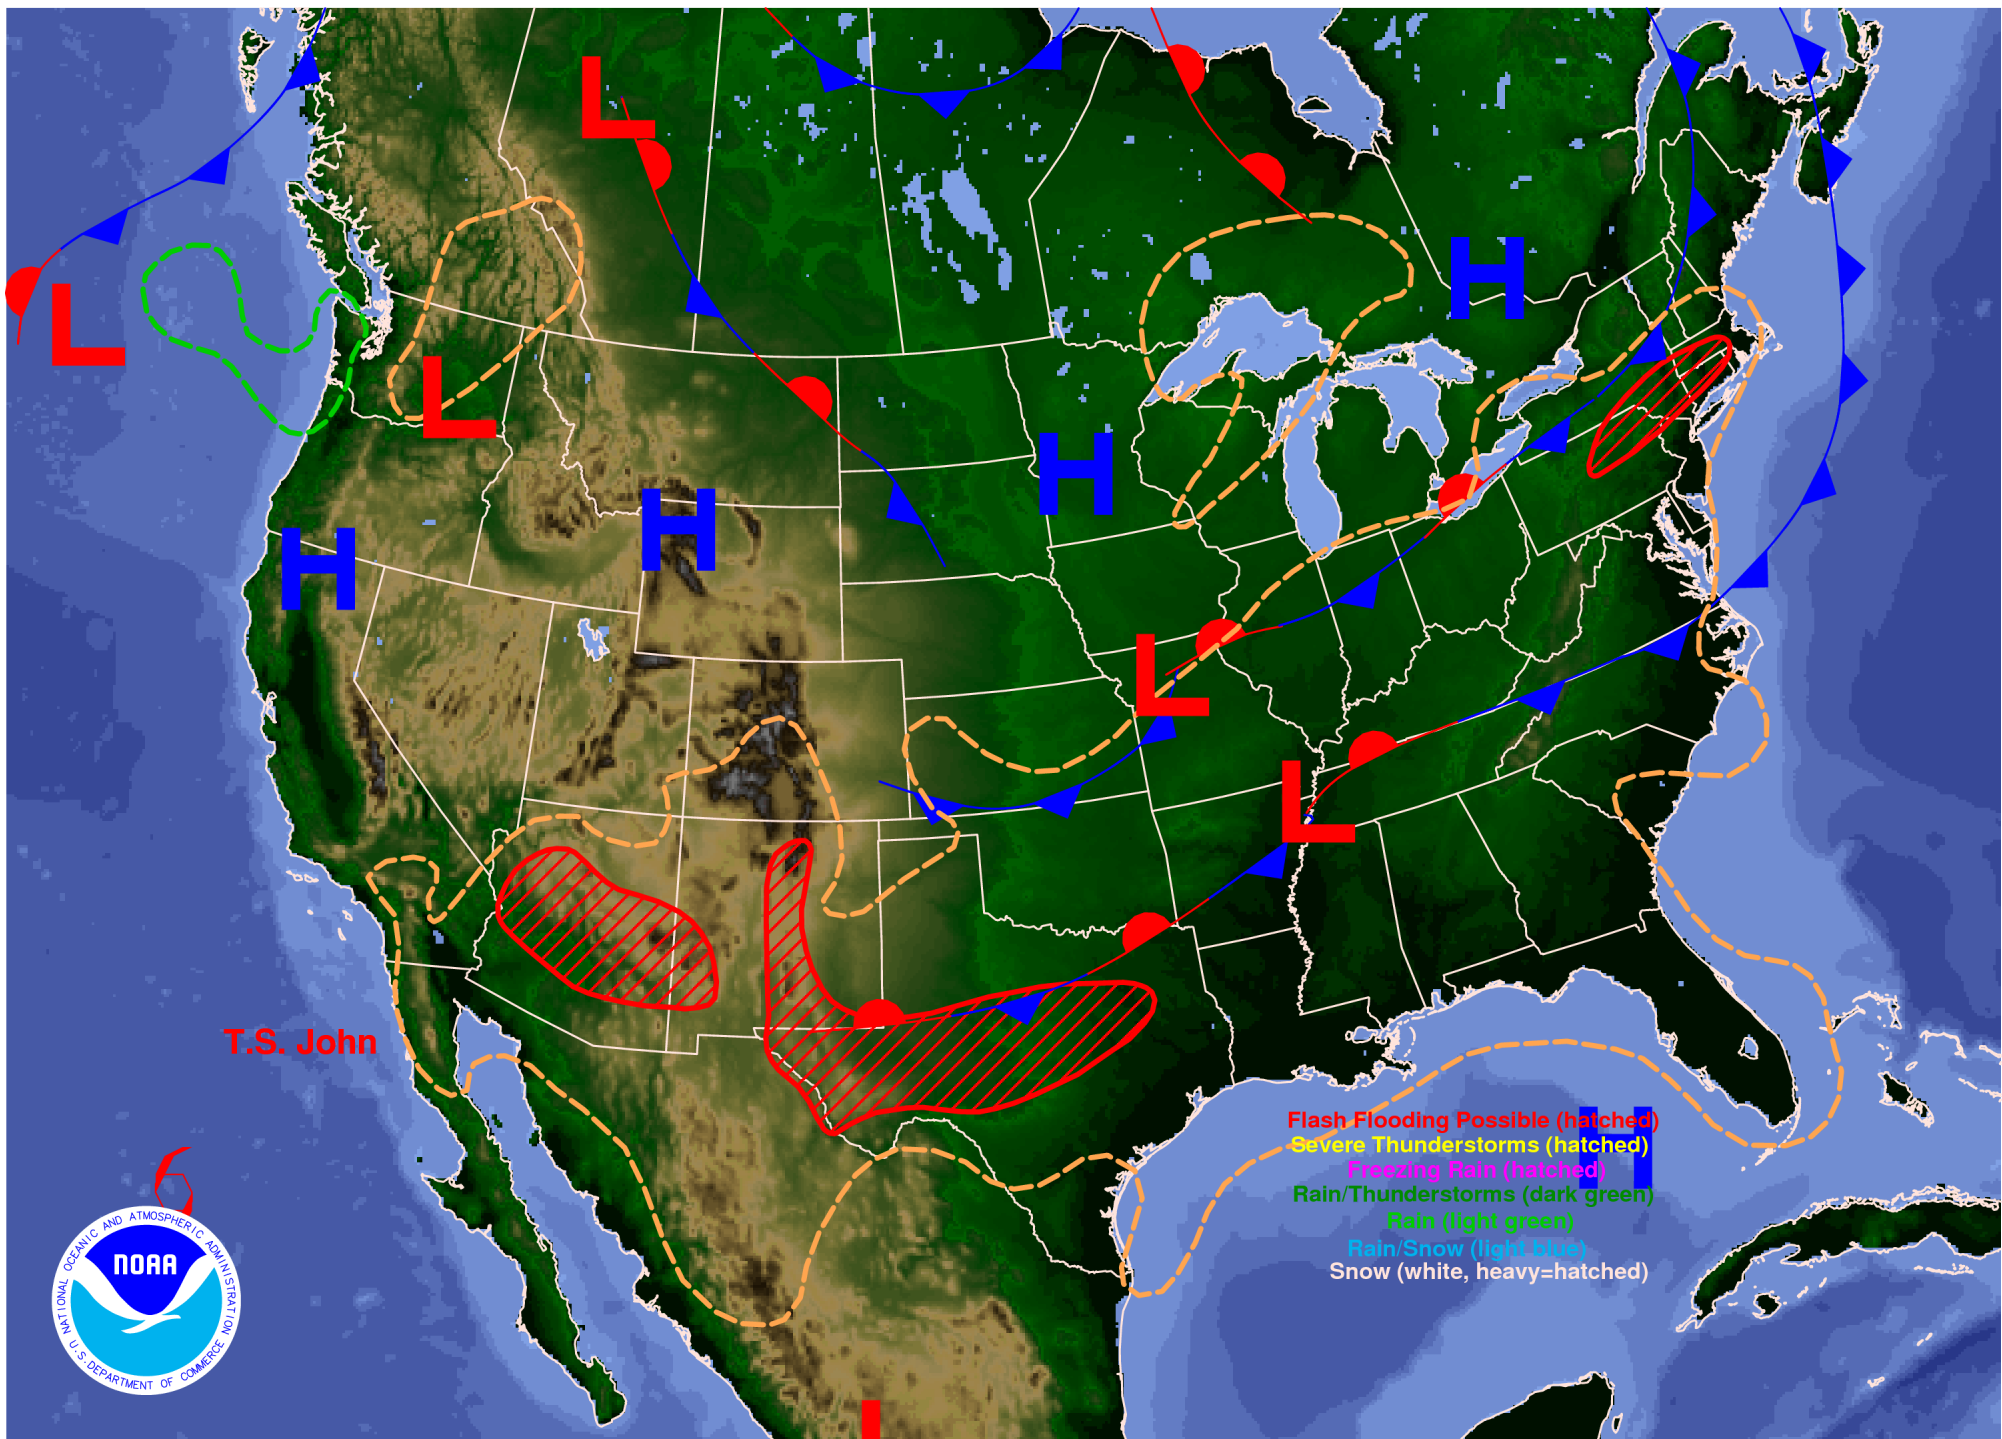 L
L
H
L
H
H
H
L
L
T.S. John
Flash Flooding Possible (hatched)
Severe Thunderstorms (hatched)
H
Freezing Rain (hatched)
Rain/Thunderstorms (dark green)
Rain (light green)
Rain/Snow (light blue)
Snow (white, heavy=hatched)
NATIONAL OCEANIC AND ATMOSPHERIC ADMINISTRATION
NOAA
U.S. DEPARTMENT OF COMMERCE